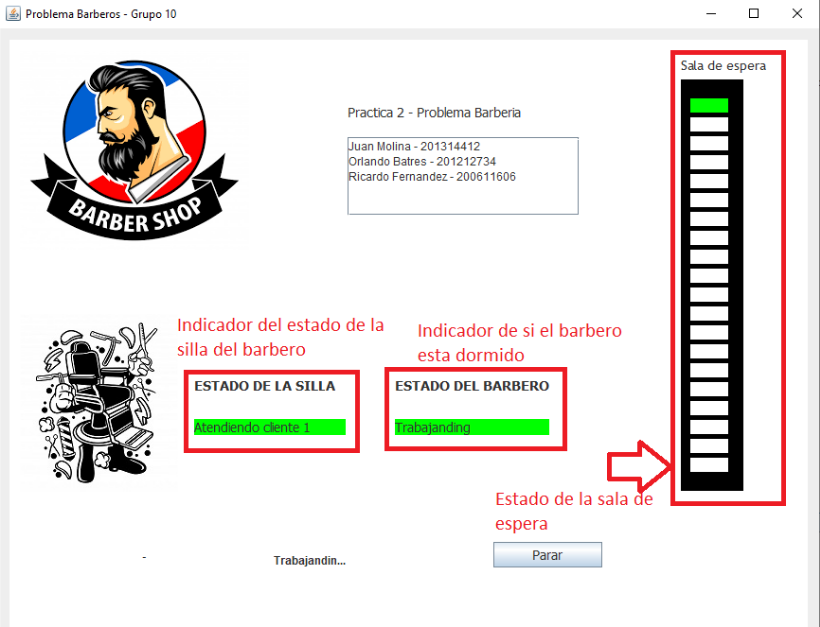 Problema Barberos - Grupo 10
Sala de espera
BARBER SHOP
Practica 2 - Problema Barberia
Juan Molina - 201314412
Orlando Batres - 201212734
Ricardo Fernandez - 200611606
Indicador del estado de la
silla del barbero
Indicador de si el barbero
esta dormido
ESTADO DE LA SILLA
ESTADO DEL BARBERO
Atendiendo cliente 1
Trabajanding
Estado de la sala de
espera
-
Trabajandin...
Parar